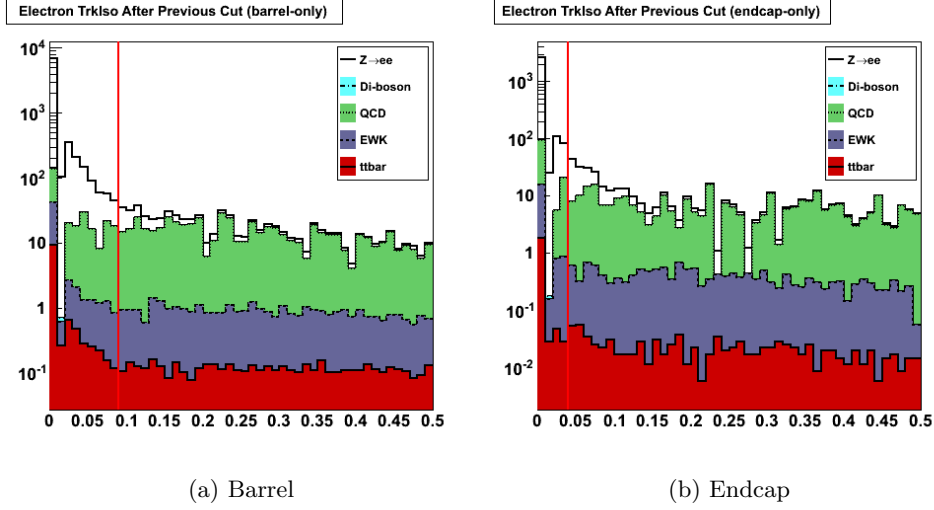 Electron TrkIso After Previous Cut (barrel-only)
10^4
10^3
10^2
10
1
10^-1
0 0.05 0.1 0.15 0.2 0.25 0.3 0.35 0.4 0.45 0.5
Z→ee
Di-boson
QCD
EWK
ttbar
(a) Barrel
Electron TrkIso After Previous Cut (endcap-only)
10^3
10^2
10
1
10^-1
10^-2
0 0.05 0.1 0.15 0.2 0.25 0.3 0.35 0.4 0.45 0.5
Z→ee
Di-boson
QCD
EWK
ttbar
(b) Endcap